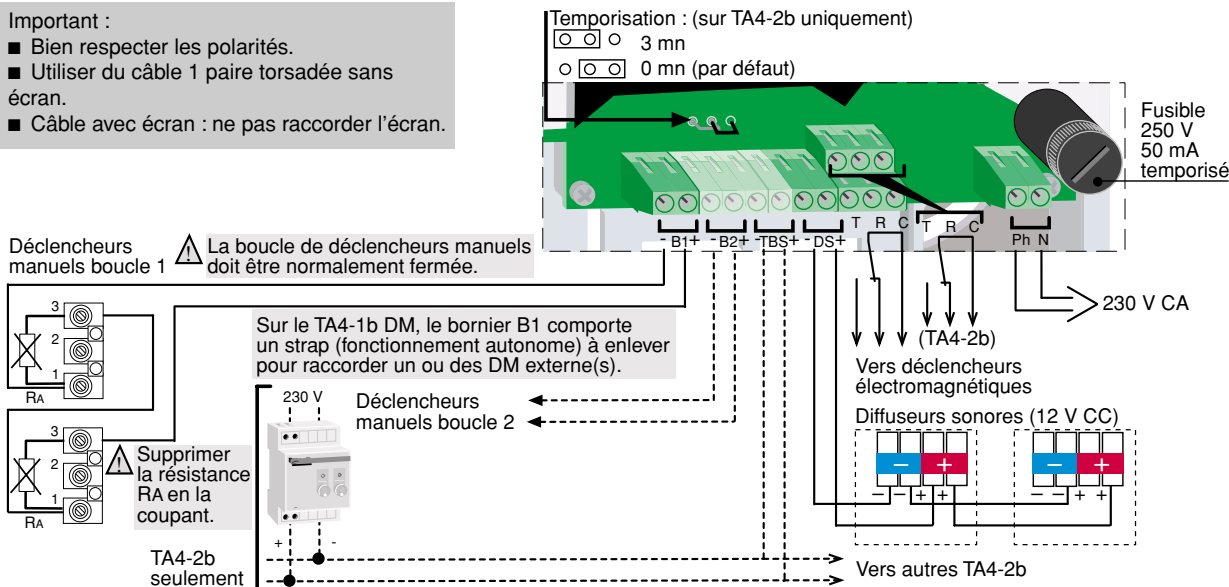 Important :
■ Bien respecter les polarités.
■ Utiliser du câble 1 paire torsadée sans
écran.
■ Câble avec écran : ne pas raccorder l'écran.
Temporisation : (sur TA4-2b uniquement)
3 mn
0 mn (par défaut)
Fusible
250 V
50 mA
temporisé
- B1+ -B2+ -TBS+ - DS+
T R C
T R C
Ph N
Déclencheurs
manuels boucle 1
La boucle de déclencheurs manuels
doit être normalement fermée.
3
2
1
RA
Sur le TA4-1b DM, le bornier B1 comporte
un strap (fonctionnement autonome) à enlever
pour raccorder un ou des DM externe(s).
230 V CA
(TA4-2b)
Vers déclencheurs
électromagnétiques
230 V
Déclencheurs
manuels boucle 2
Diffuseurs sonores (12 V CC)
− +
− +
− − + +
− − + +
3
2
1
RA
Supprimer
la résistance
RA en la
coupant.
+ -
TA4-2b
seulement
Vers autres TA4-2b